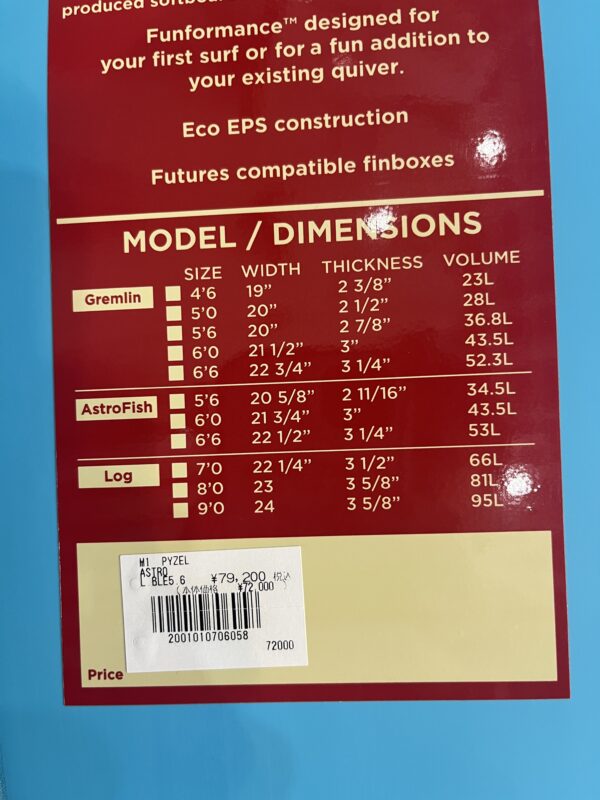 produced softboar
Funformance™ designed for
your first surf or for a fun addition to
your existing quiver.
Eco EPS construction
Futures compatible finboxes
MODEL / DIMENSIONS
SIZE WIDTH THICKNESS VOLUME
Gremlin 4’6 19” 2 3/8” 23L
5’0 20” 2 1/2” 28L
5’6 20” 2 7/8” 36.8L
6’0 21 1/2” 3” 43.5L
6’6 22 3/4” 3 1/4” 52.3L
AstroFish 5’6 20 5/8” 2 11/16” 34.5L
6’0 21 3/4” 3” 43.5L
6’6 22 1/2” 3 1/4” 53L
Log 7’0 22 1/4” 3 1/2” 66L
8’0 23 3 5/8” 81L
9’0 24 3 5/8” 95L
M1 PYZEL
ASTRO
L BLE5.6 ¥79,200 税込
(本体価格 ¥72,000 )
2001010706058
72000
Price